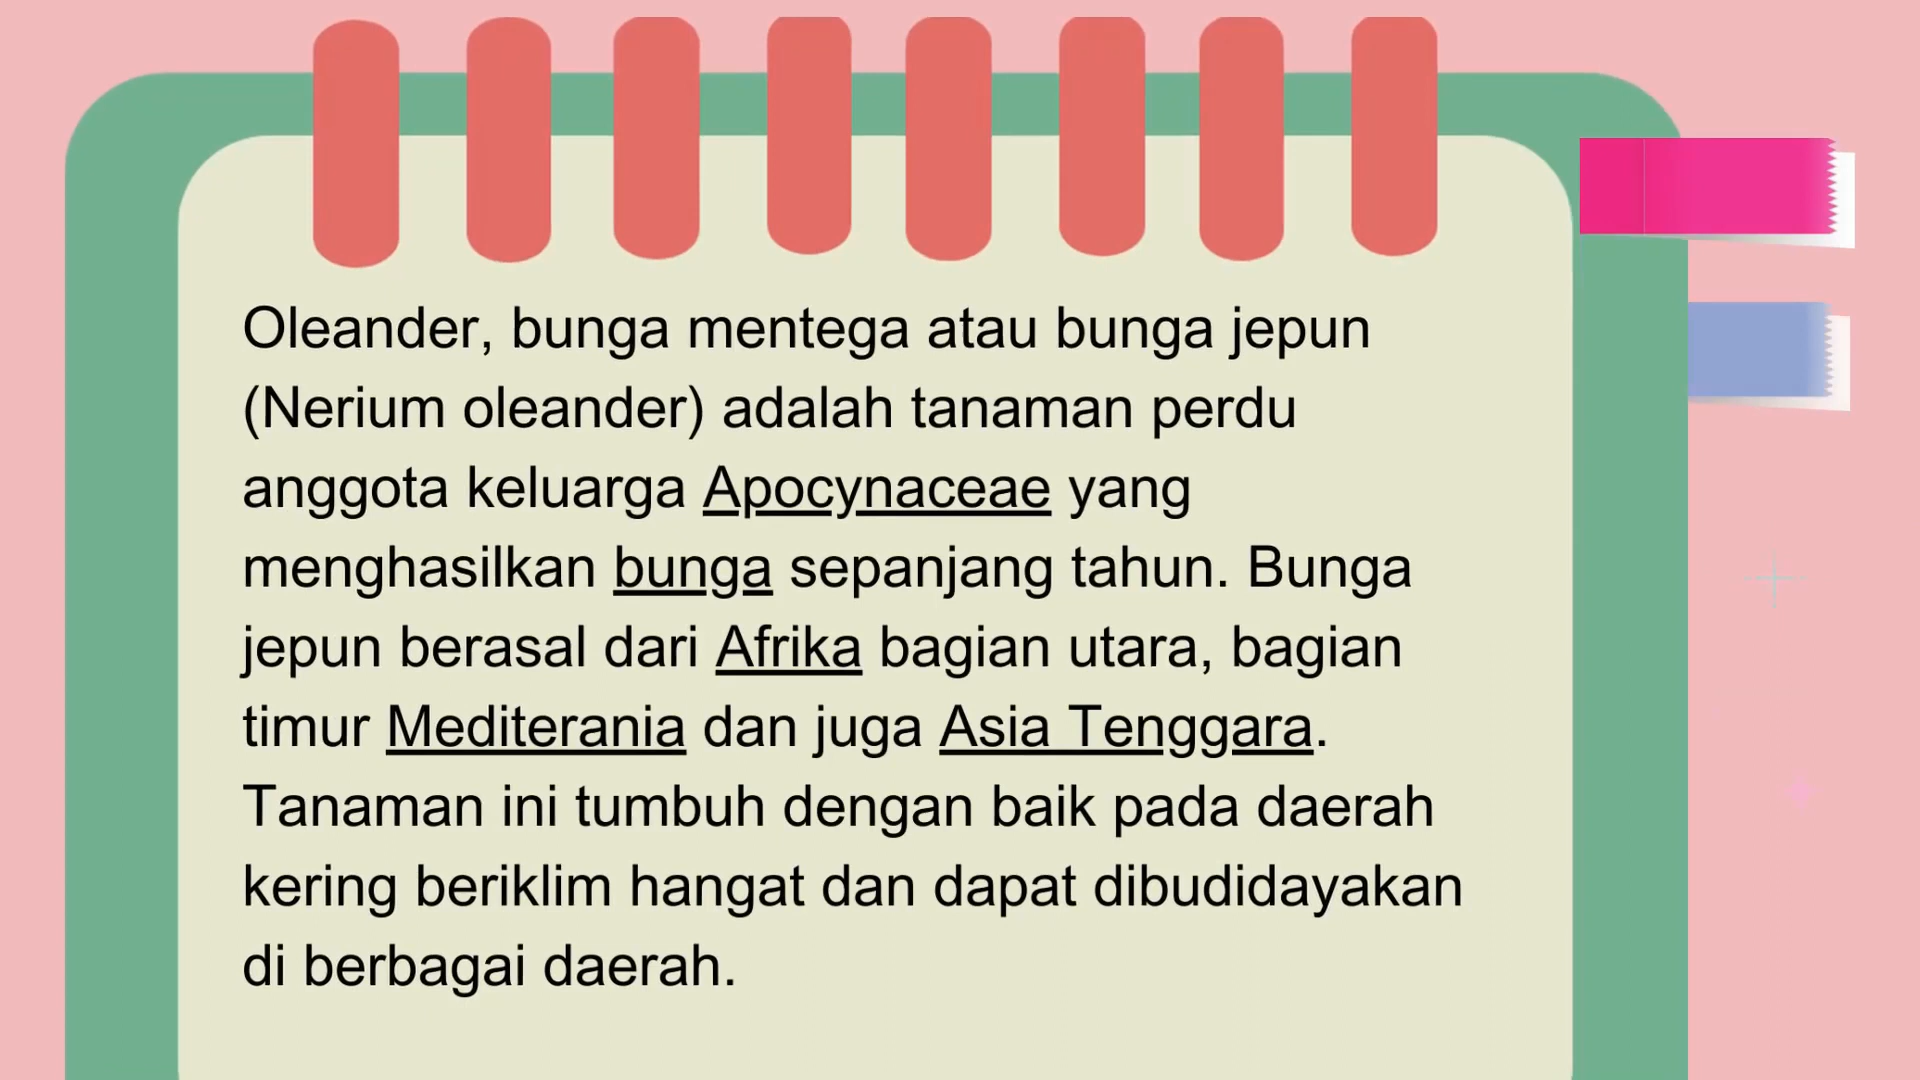 Oleander, bunga mentega atau bunga jepun
(Nerium oleander) adalah tanaman perdu
anggota keluarga Apocynaceae yang
menghasilkan bunga sepanjang tahun. Bunga
jepun berasal dari Afrika bagian utara, bagian
timur Mediterania dan juga Asia Tenggara.
Tanaman ini tumbuh dengan baik pada daerah
kering beriklim hangat dan dapat dibudidayakan
di berbagai daerah.